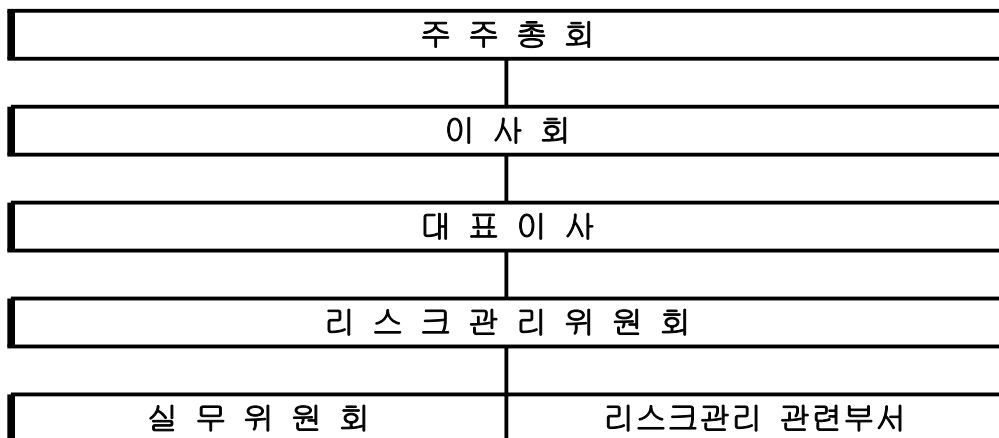 주 주 총 회
이 사 회
대 표 이 사
리 스 크 관 리 위 원 회
실 무 위 원 회
리스크관리 관련부서